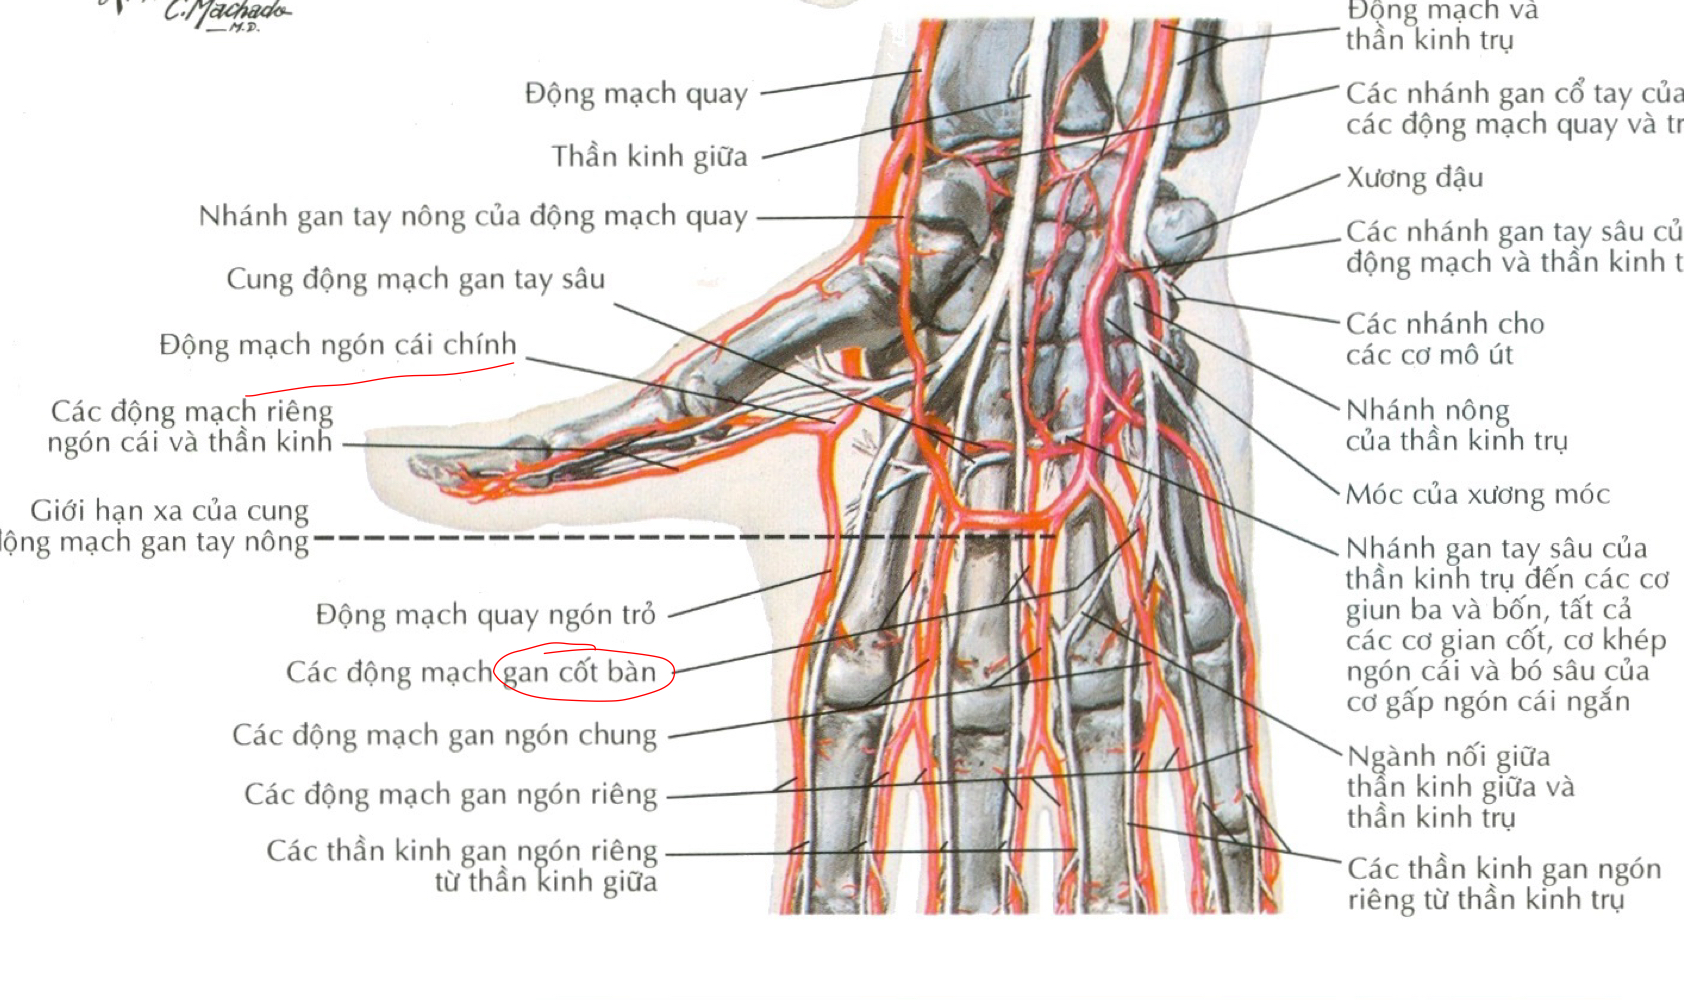 C. Machado
M.D.
Động mạch quay
Thần kinh giữa
Nhánh gan tay nông của động mạch quay
Cung động mạch gan tay sâu
Động mạch ngón cái chính
Các động mạch riêng
ngón cái và thần kinh
Giới hạn xa của cung
động mạch gan tay nông
Động mạch quay ngón trỏ
Các động mạch gan cốt bàn
Các động mạch gan ngón chung
Các động mạch gan ngón riêng
Các thần kinh gan ngón riêng
từ thần kinh giữa
Động mạch và
thần kinh trụ
Các nhánh gan cổ tay của
các động mạch quay và tr
Xương đậu
Các nhánh gan tay sâu củ
động mạch và thần kinh t
Các nhánh cho
các cơ mô út
Nhánh nông
của thần kinh trụ
Móc của xương móc
Nhánh gan tay sâu của
thần kinh trụ đến các cơ
giun ba và bốn, tất cả
các cơ gian cốt, cơ khép
ngón cái và bó sâu của
cơ gấp ngón cái ngắn
Ngành nối giữa
thần kinh giữa và
thần kinh trụ
Các thần kinh gan ngón
riêng từ thần kinh trụ